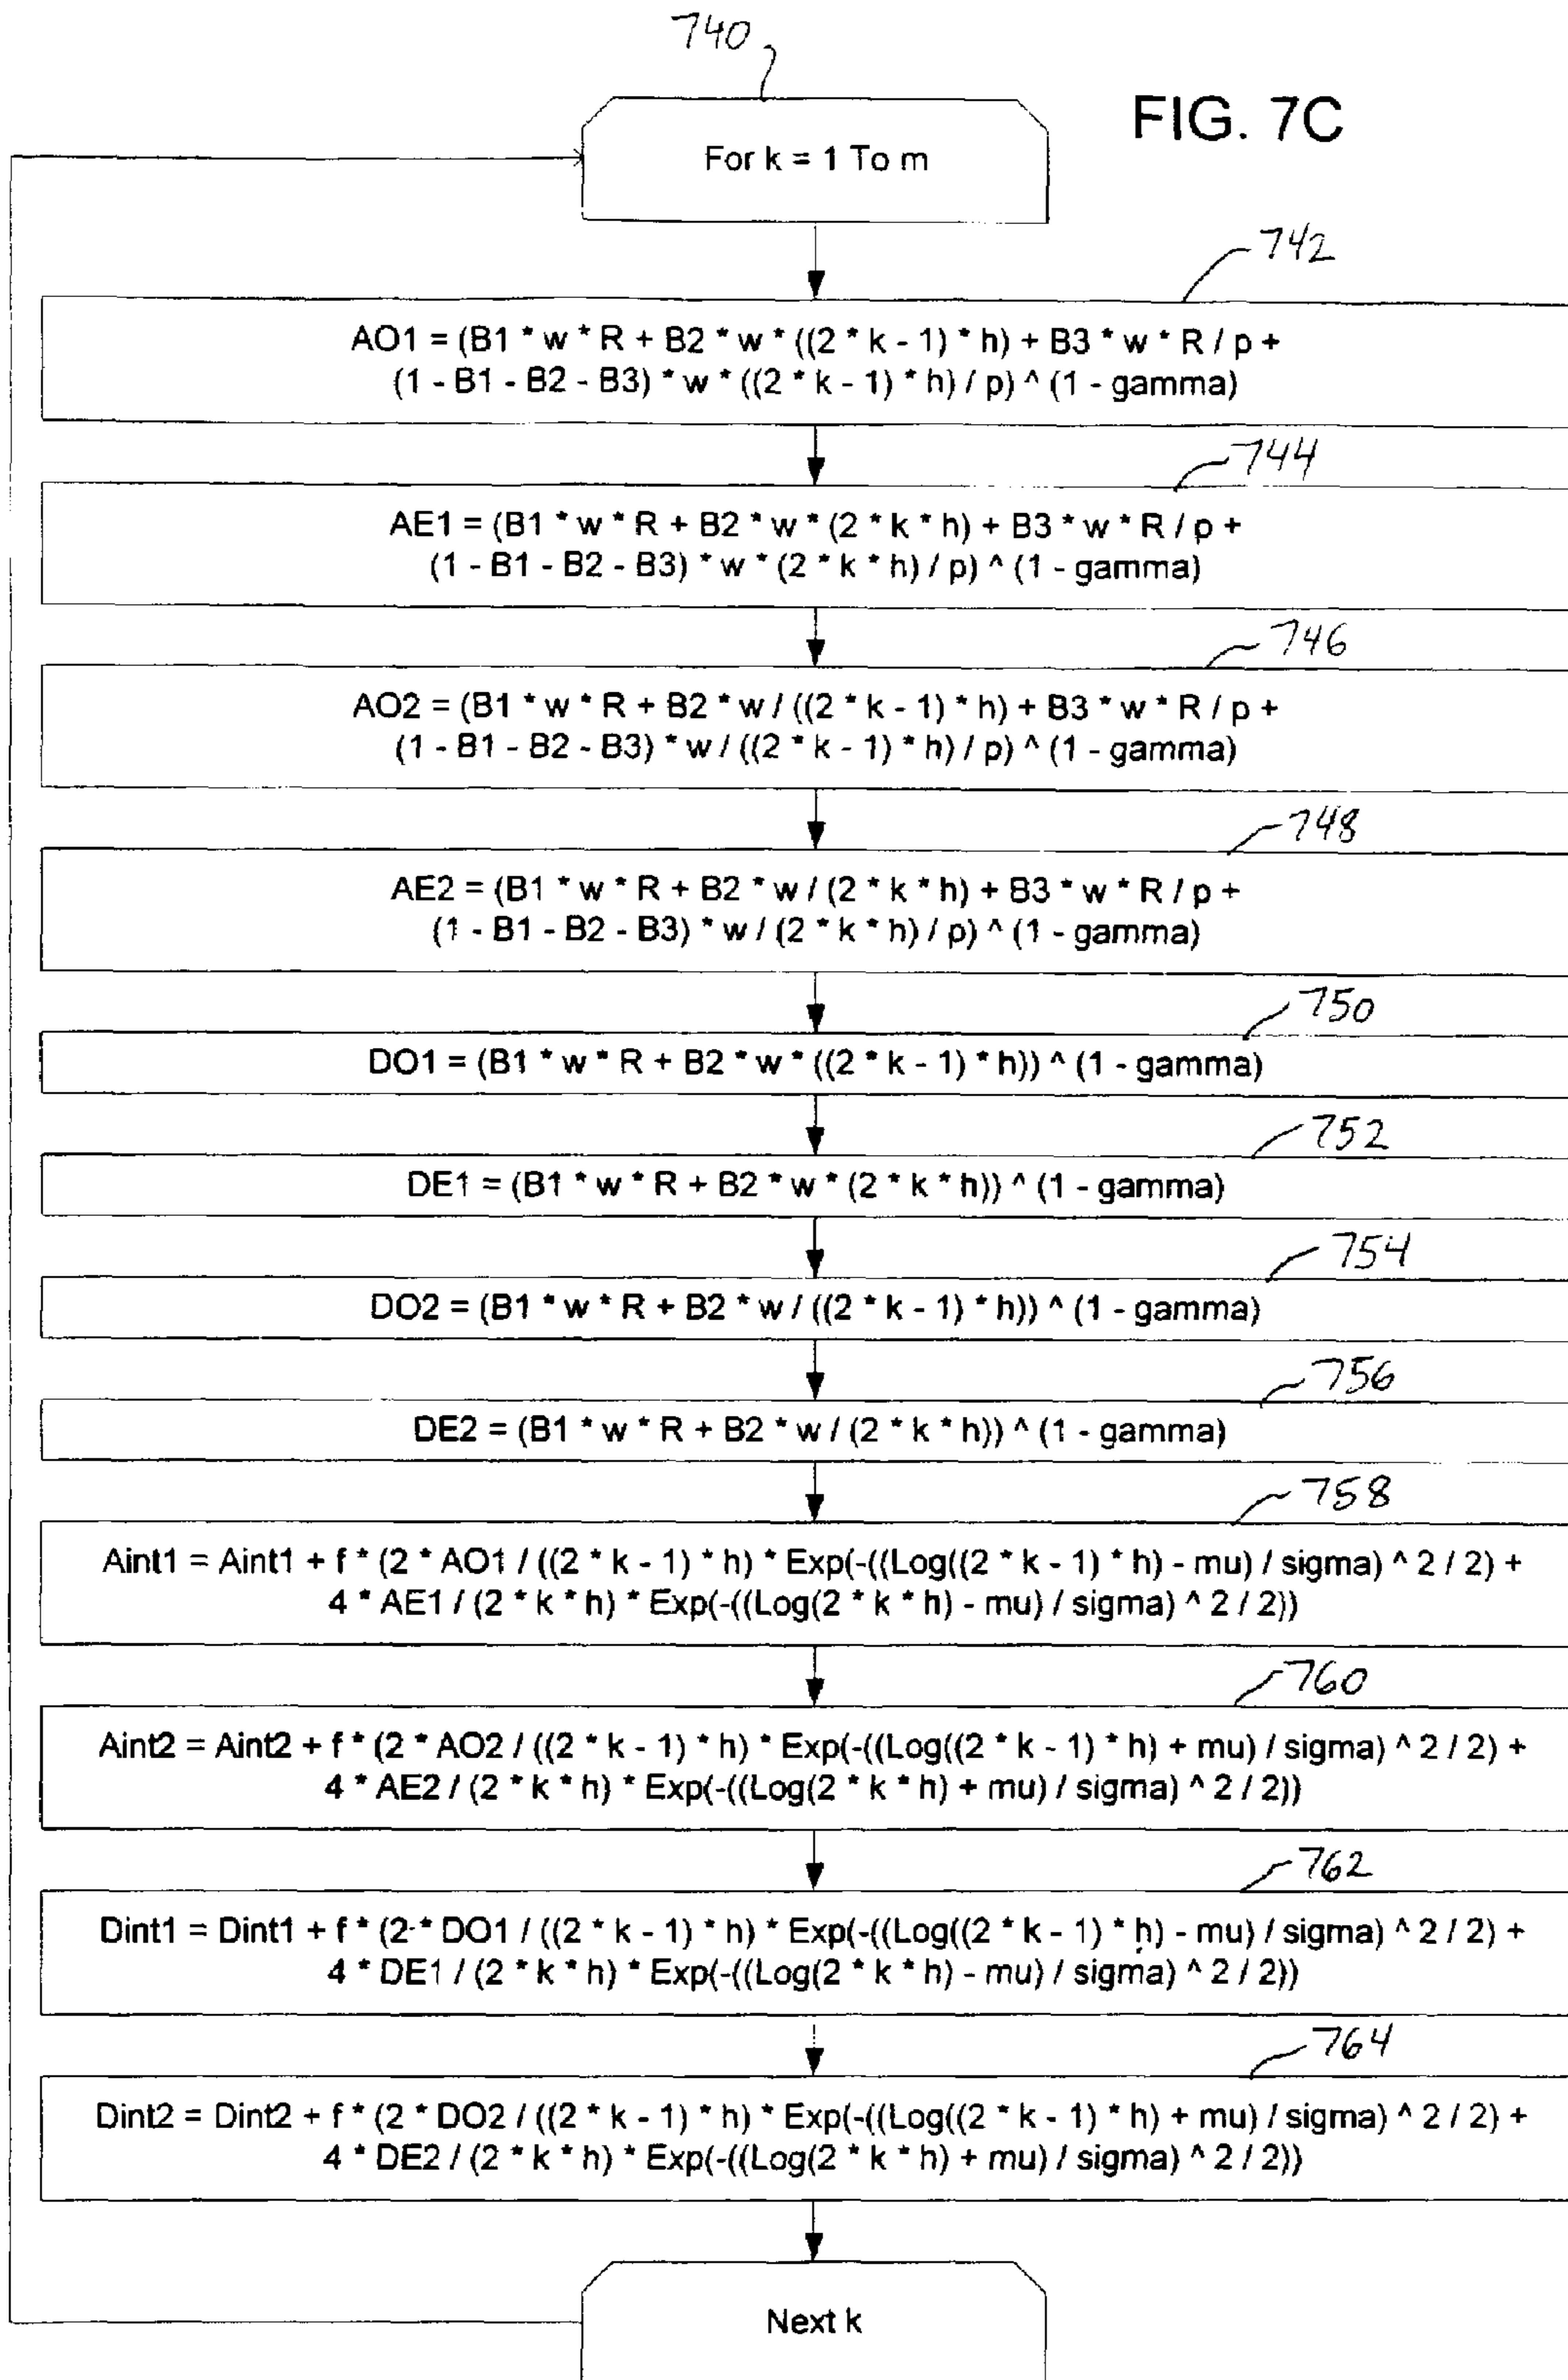 740
FIG. 7C
For k = 1 To m
742
AO1 = (B1 * w * R + B2 * w * ((2 * k - 1) * h) + B3 * w * R / p +
(1 - B1 - B2 - B3) * w * ((2 * k - 1) * h) / p) ^ (1 - gamma)
744
AE1 = (B1 * w * R + B2 * w * (2 * k * h) + B3 * w * R / p +
(1 - B1 - B2 - B3) * w * (2 * k * h) / p) ^ (1 - gamma)
746
AO2 = (B1 * w * R + B2 * w / ((2 * k - 1) * h) + B3 * w * R / p +
(1 - B1 - B2 - B3) * w / ((2 * k - 1) * h) / p) ^ (1 - gamma)
748
AE2 = (B1 * w * R + B2 * w / (2 * k * h) + B3 * w * R / p +
(1 - B1 - B2 - B3) * w / (2 * k * h) / p) ^ (1 - gamma)
750
DO1 = (B1 * w * R + B2 * w * ((2 * k - 1) * h)) ^ (1 - gamma)
752
DE1 = (B1 * w * R + B2 * w * (2 * k * h)) ^ (1 - gamma)
754
DO2 = (B1 * w * R + B2 * w / ((2 * k - 1) * h)) ^ (1 - gamma)
756
DE2 = (B1 * w * R + B2 * w / (2 * k * h)) ^ (1 - gamma)
758
Aint1 = Aint1 + f * (2 * AO1 / ((2 * k - 1) * h) * Exp(-((Log((2 * k - 1) * h) - mu) / sigma) ^ 2 / 2) +
4 * AE1 / (2 * k * h) * Exp(-((Log(2 * k * h) - mu) / sigma) ^ 2 / 2))
760
Aint2 = Aint2 + f * (2 * AO2 / ((2 * k - 1) * h) * Exp(-((Log((2 * k - 1) * h) + mu) / sigma) ^ 2 / 2) +
4 * AE2 / (2 * k * h) * Exp(-((Log(2 * k * h) + mu) / sigma) ^ 2 / 2))
762
Dint1 = Dint1 + f * (2 * DO1 / ((2 * k - 1) * h) * Exp(-((Log((2 * k - 1) * h) - mu) / sigma) ^ 2 / 2) +
4 * DE1 / (2 * k * h) * Exp(-((Log(2 * k * h) - mu) / sigma) ^ 2 / 2))
764
Dint2 = Dint2 + f * (2 * DO2 / ((2 * k - 1) * h) * Exp(-((Log((2 * k - 1) * h) + mu) / sigma) ^ 2 / 2) +
4 * DE2 / (2 * k * h) * Exp(-((Log(2 * k * h) + mu) / sigma) ^ 2 / 2))
Next k